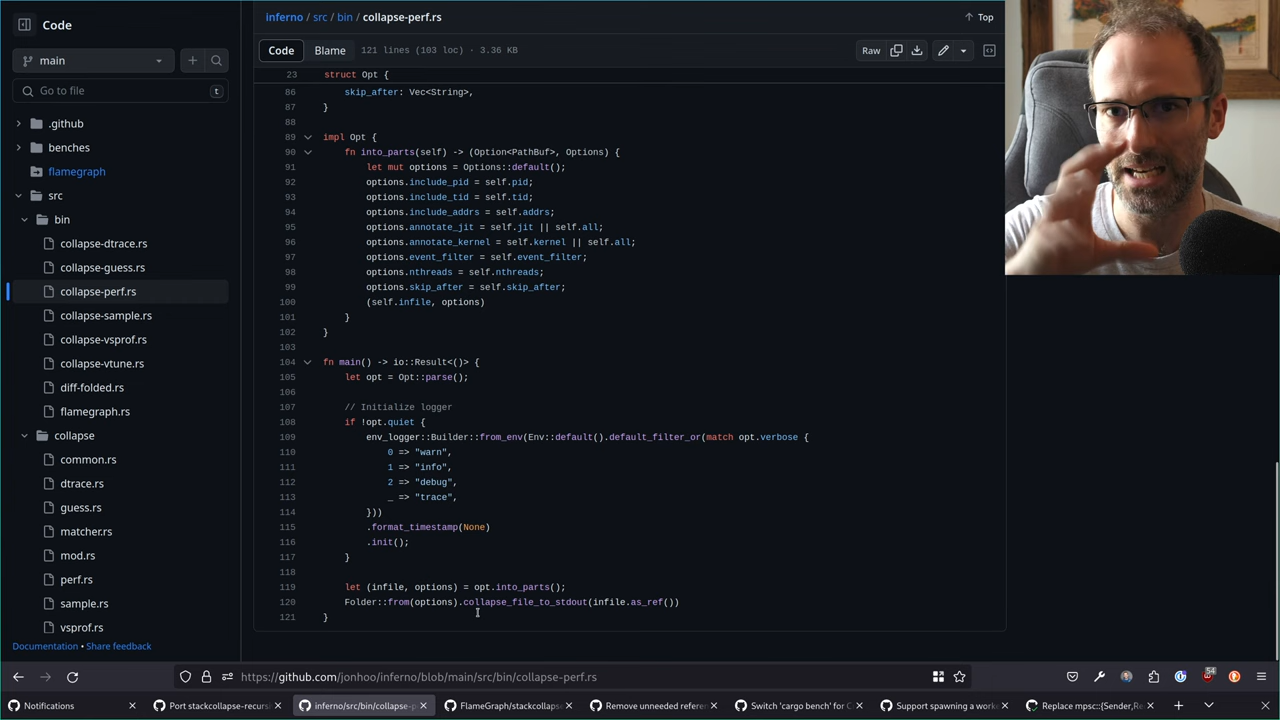 Code
main
Go to file
t
.github
benches
flamegraph
src
bin
collapse-dtrace.rs
collapse-guess.rs
collapse-perf.rs
collapse-sample.rs
collapse-vsprof.rs
collapse-vtune.rs
diff-folded.rs
flamegraph.rs
collapse
common.rs
dtrace.rs
guess.rs
matcher.rs
mod.rs
perf.rs
sample.rs
vsprof.rs
Documentation • Share feedback
inferno / src / bin / collapse-perf.rs
Top
Code Blame 121 lines (103 loc) · 3.36 KB
Raw
23 struct Opt {
86 skip_after: Vec<String>,
87 }
88
89 impl Opt {
90 fn into_parts(self) -> (Option<PathBuf>, Options) {
91 let mut options = Options::default();
92 options.include_pid = self.pid;
93 options.include_tid = self.tid;
94 options.include_addrs = self.addrs;
95 options.annotate_jit = self.jit || self.all;
96 options.annotate_kernel = self.kernel || self.all;
97 options.event_filter = self.event_filter;
98 options.nthreads = self.nthreads;
99 options.skip_after = self.skip_after;
100 (self.infile, options)
101 }
102 }
103
104 fn main() -> io::Result<()> {
105 let opt = Opt::parse();
106
107 // Initialize logger
108 if !opt.quiet {
109 env_logger::Builder::from_env(Env::default().default_filter_or(match opt.verbose {
110 0 => "warn",
111 1 => "info",
112 2 => "debug",
113 _ => "trace",
114 }))
115 .format_timestamp(None)
116 .init();
117 }
118
119 let (infile, options) = opt.into_parts();
120 Folder::from(options).collapse_file_to_stdout(infile.as_ref())
121 }
https://github.com/jonhoo/inferno/blob/main/src/bin/collapse-perf.rs
54
Notifications
Port stackcollapse-recurs
inferno/src/bin/collapse-p
FlameGraph/stackcollapse
Remove unneeded refere
Switch 'cargo bench' for C
Support spawning a worke
Replace mpsc::{Sender,Re